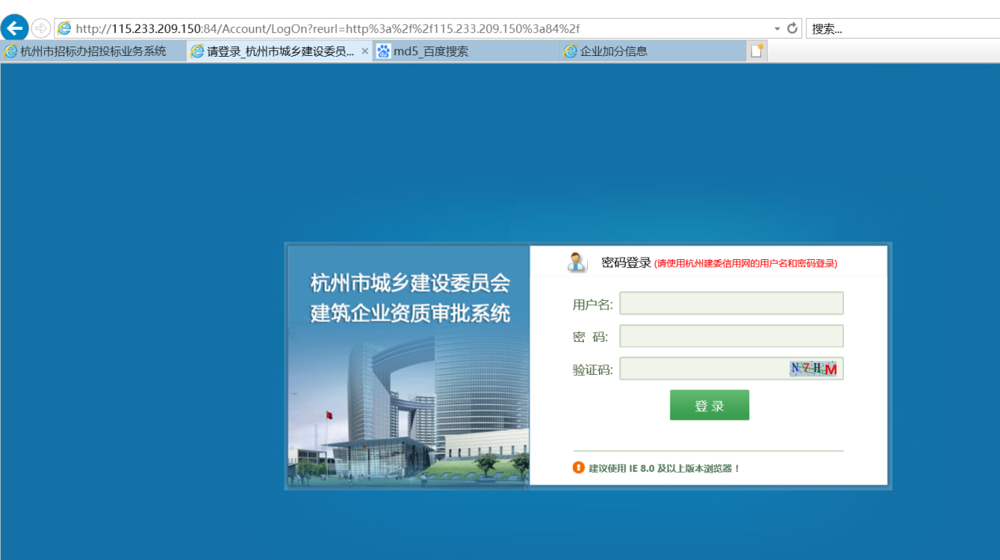 http://115.233.209.150:84/Account/LogOn?reurl=http%3a%2f%2f115.233.209.150%3a84%2f
搜索...
杭州市招标办招投标业务系统
请登录_杭州市城乡建设委员... ×
md5_百度搜索
企业加分信息
杭州市城乡建设委员会
建筑企业资质审批系统
密码登录 (请使用杭州建委信用网的用户名和密码登录)
用户名:
密 码:
验证码: N7HM
登 录
建议使用 IE 8.0 及以上版本浏览器！